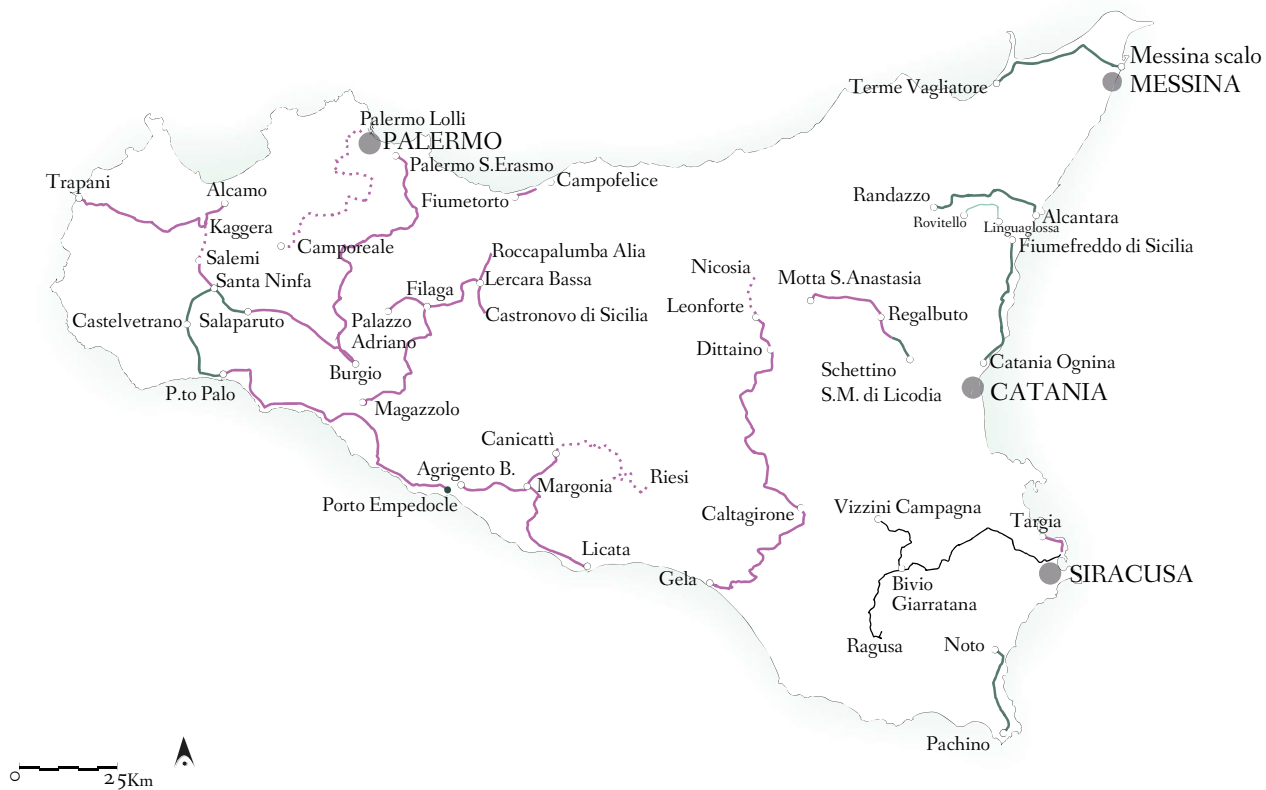 Messina scalo
MESSINA
Terme Vagliatore
Palermo Lolli
PALERMO
Palermo S.Erasmo
Campofelice
Fiumetorto
Trapani
Alcamo
Kaggera
Camporeale
Salemi
Santa Ninfa
Randazzo
Rovitello
Linguaglossa
Alcantara
Fiumefreddo di Sicilia
Roccapalumba Alia
Lercara Bassa
Filaga
Castronovo di Sicilia
Nicosia
Leonforte
Motta S.Anastasia
Regalbuto
Castelvetrano
Salaparuto
Palazzo
Adriano
Dittaino
Schettino
S.M. di Licodia
Catania Ognina
CATANIA
Burgio
P.to Palo
Magazzolo
Canicattì
Agrigento B.
Margonia
Riesi
Porto Empedocle
Caltagirone
Vizzini Campagna
Targia
Licata
Gela
SIRACUSA
Bivio
Giarratana
Ragusa
Noto
Pachino
0 25Km